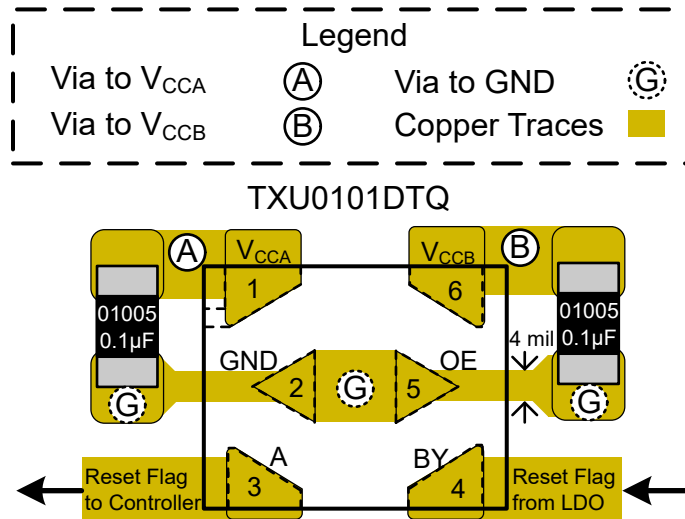 Legend
Via to VCCA A Via to GND G
Via to VCCB B Copper Traces
TXU0101DTQ
A VCCA VCCB B
1 6
01005 01005
0.1µF 0.1µF
4 mil
GND OE
G 2 G 5 G
A BY
Reset Flag 3 4 Reset Flag
to Controller from LDO